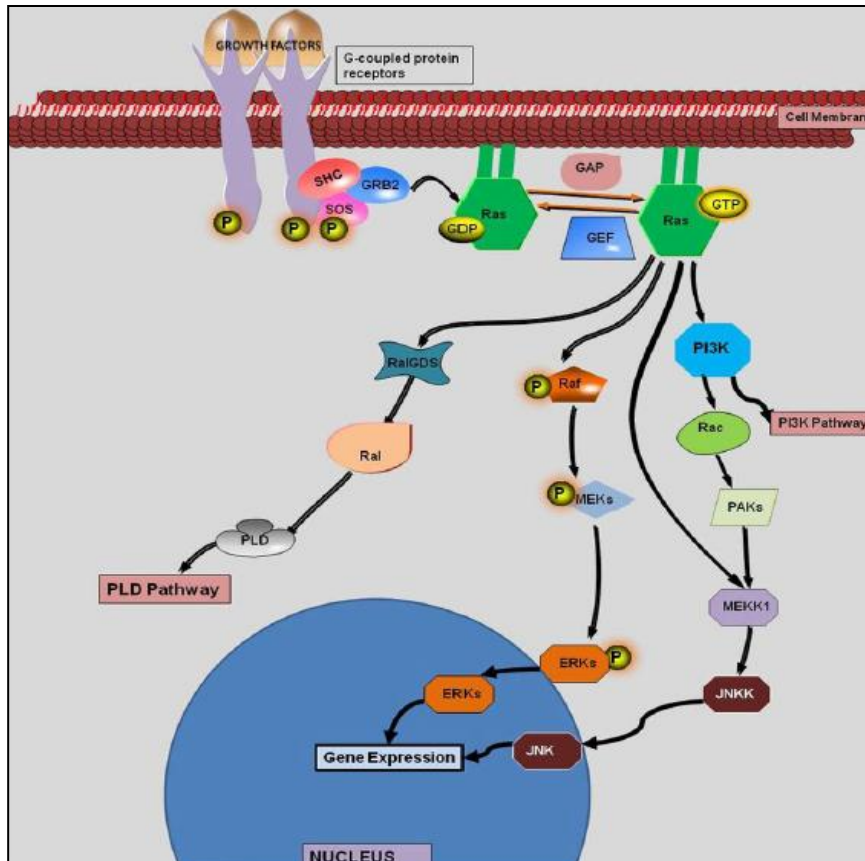 GROWTH FACTORS
G-coupled protein
receptors
Cell Membran
SHC
GRB2
SOS
P
P
P
Ras
GDP
GAP
GEF
Ras
GTP
RalGDS
P
Raf
PI3K
PI3K Pathway
Ral
Rac
P
MEKs
PAKs
PLD
PLD Pathway
MEKK1
ERKs
P
ERKs
JNKK
Gene Expression
JNK
NUCLEUS